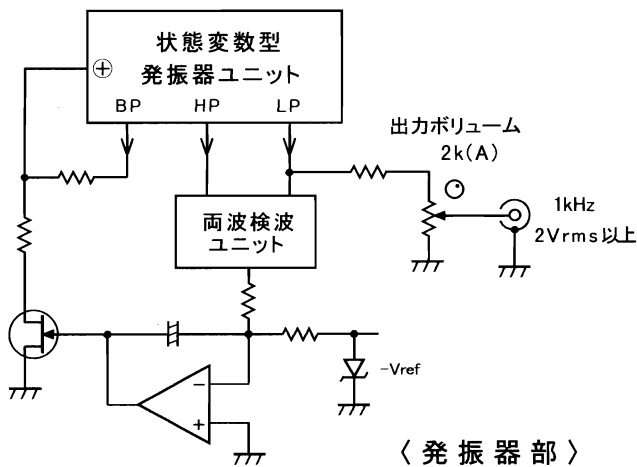 状態変数型
発振器ユニット
⊕
BP HP LP
出力ボリューム
2k(A)
両波検波
ユニット
1kHz
2Vrms以上
-Vref
−
+
〈発振器部〉